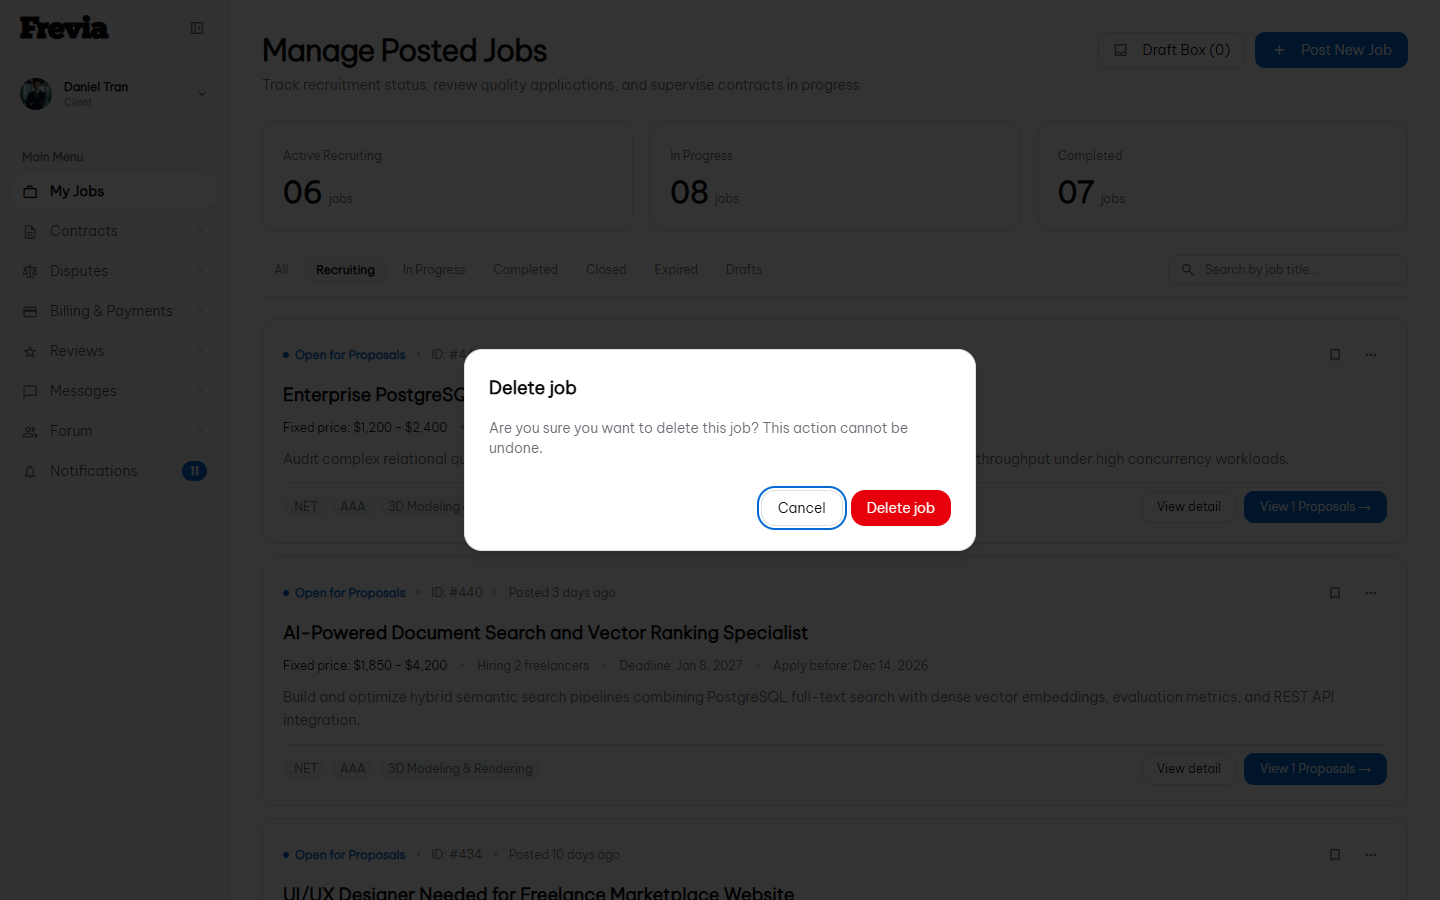 Frevia
Daniel Tran
Client
Main Menu
My Jobs
Contracts
Disputes
Billing & Payments
Reviews
Messages
Forum
Notifications 11
Manage Posted Jobs
Track recruitment status, review quality applications, and supervise contracts in progress
Draft Box (0)
+ Post New Job
Active Recruiting
06 jobs
In Progress
08 jobs
Completed
07 jobs
All Recruiting In Progress Completed Closed Expired Drafts
Search by job title...
Open for Proposals • ID: #4
Enterprise PostgreSQ
Fixed price: $1,200 - $2,400
Audit complex relational qu
throughput under high concurrency workloads.
.NET AAA 3D Modeling
View detail
View 1 Proposals →
Delete job
Are you sure you want to delete this job? This action cannot be
undone.
Cancel
Delete job
Open for Proposals • ID: #440 • Posted 3 days ago
AI-Powered Document Search and Vector Ranking Specialist
Fixed price: $1,850 - $4,200 • Hiring 2 freelancers • Deadline: Jan 8, 2027 • Apply before: Dec 14, 2026
Build and optimize hybrid semantic search pipelines combining PostgreSQL full-text search with dense vector embeddings, evaluation metrics, and REST API
integration.
.NET AAA 3D Modeling & Rendering
View detail
View 1 Proposals →
Open for Proposals • ID: #434 • Posted 10 days ago
UI/UX Designer Needed for Freelance Marketplace Website